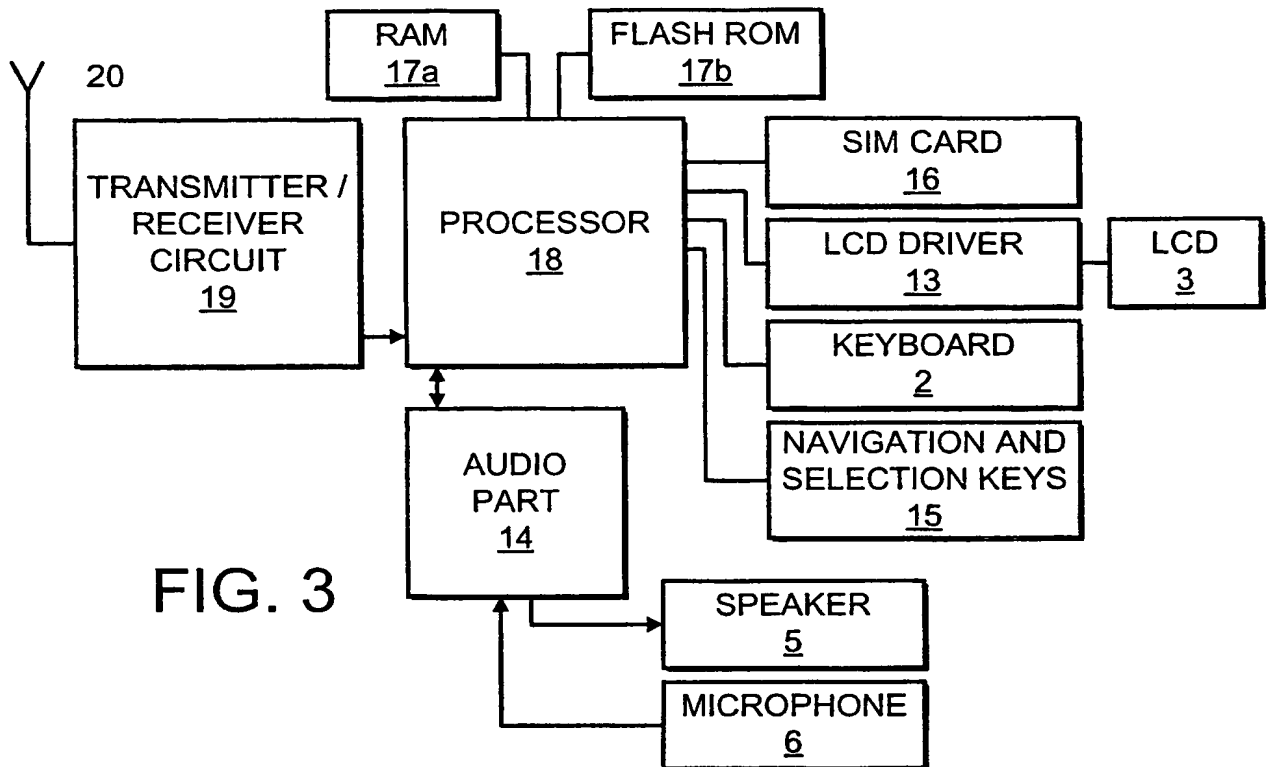 RAM
17a
FLASH ROM
17b
20
TRANSMITTER /
RECEIVER
CIRCUIT
19
PROCESSOR
18
SIM CARD
16
LCD DRIVER
13
LCD
3
KEYBOARD
2
NAVIGATION AND
SELECTION KEYS
15
AUDIO
PART
14
FIG. 3
SPEAKER
5
MICROPHONE
6